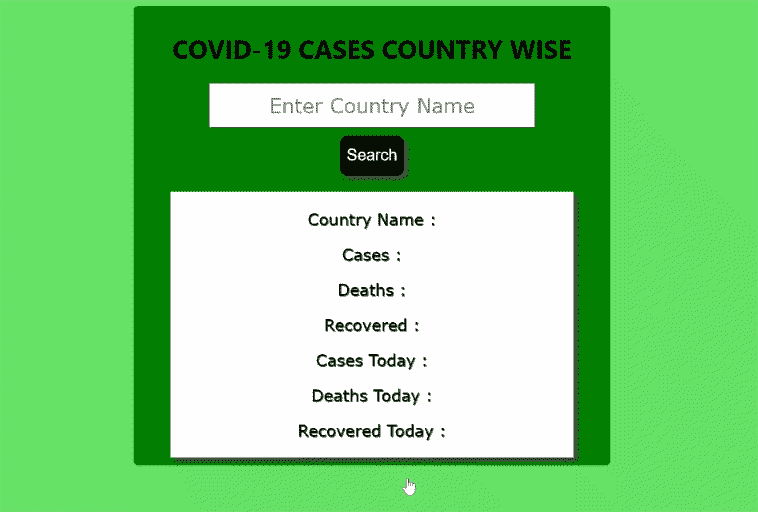 COVID-19 CASES COUNTRY WISE
Enter Country Name
Search
Country Name :
Cases :
Deaths :
Recovered :
Cases Today :
Deaths Today :
Recovered Today :